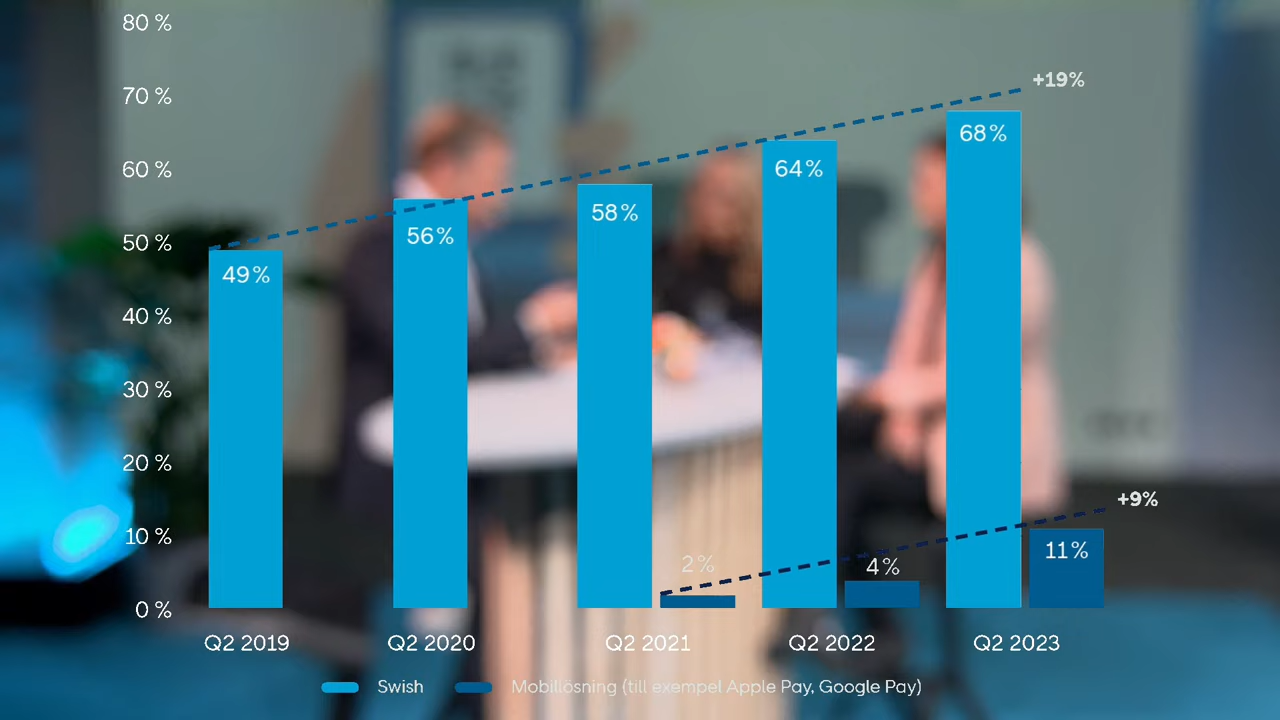 80 %
70 %
60 %
50 %
40 %
30 %
20 %
10 %
0 %
+19%
68%
64%
58%
56%
49%
+9%
2%
4%
11%
Q2 2019
Q2 2020
Q2 2021
Q2 2022
Q2 2023
Swish
Mobillösning (till exempel Apple Pay, Google Pay)